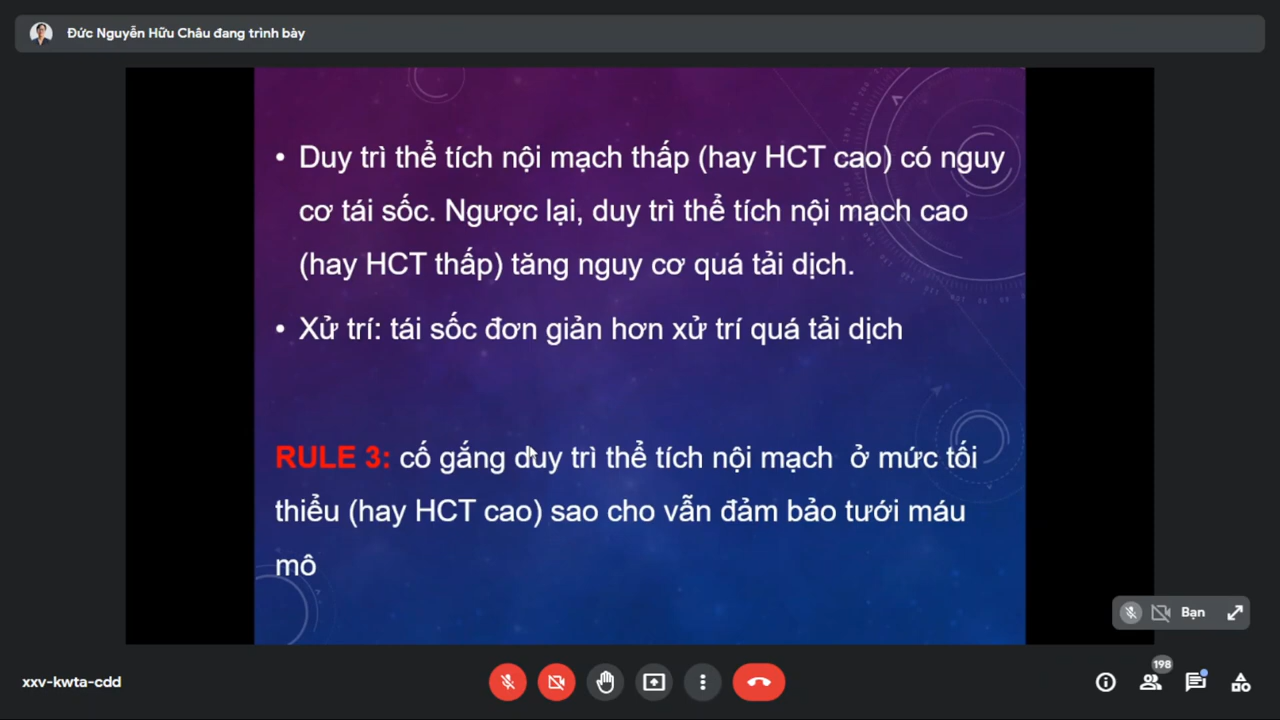 Đức Nguyễn Hữu Châu đang trình bày
• Duy trì thể tích nội mạch thấp (hay HCT cao) có nguy
cơ tái sốc. Ngược lại, duy trì thể tích nội mạch cao
(hay HCT thấp) tăng nguy cơ quá tải dịch.
• Xử trí: tái sốc đơn giản hơn xử trí quá tải dịch
RULE 3: cố gắng duy trì thể tích nội mạch ở mức tối
thiểu (hay HCT cao) sao cho vẫn đảm bảo tưới máu
mô
Bạn
198
xxv-kwta-cdd